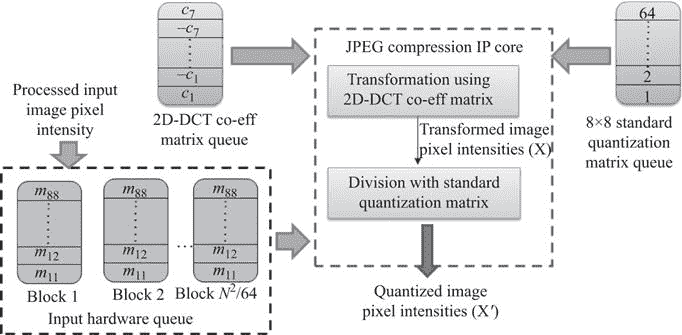 c7
–c7
–c1
c1
2D-DCT co-eff
matrix queue
JPEG compression IP core
Transformation using
2D-DCT co-eff matrix
Transformed image
pixel intensities (X)
Division with standard
quantization matrix
Quantized image
pixel intensities (X′)
64
2
1
8×8 standard
quantization
matrix queue
Processed input
image pixel
intensity
m88
m12
m11
Block 1
m88
m12
m11
Block 2
...
m88
m12
m11
Block N²/64
Input hardware queue